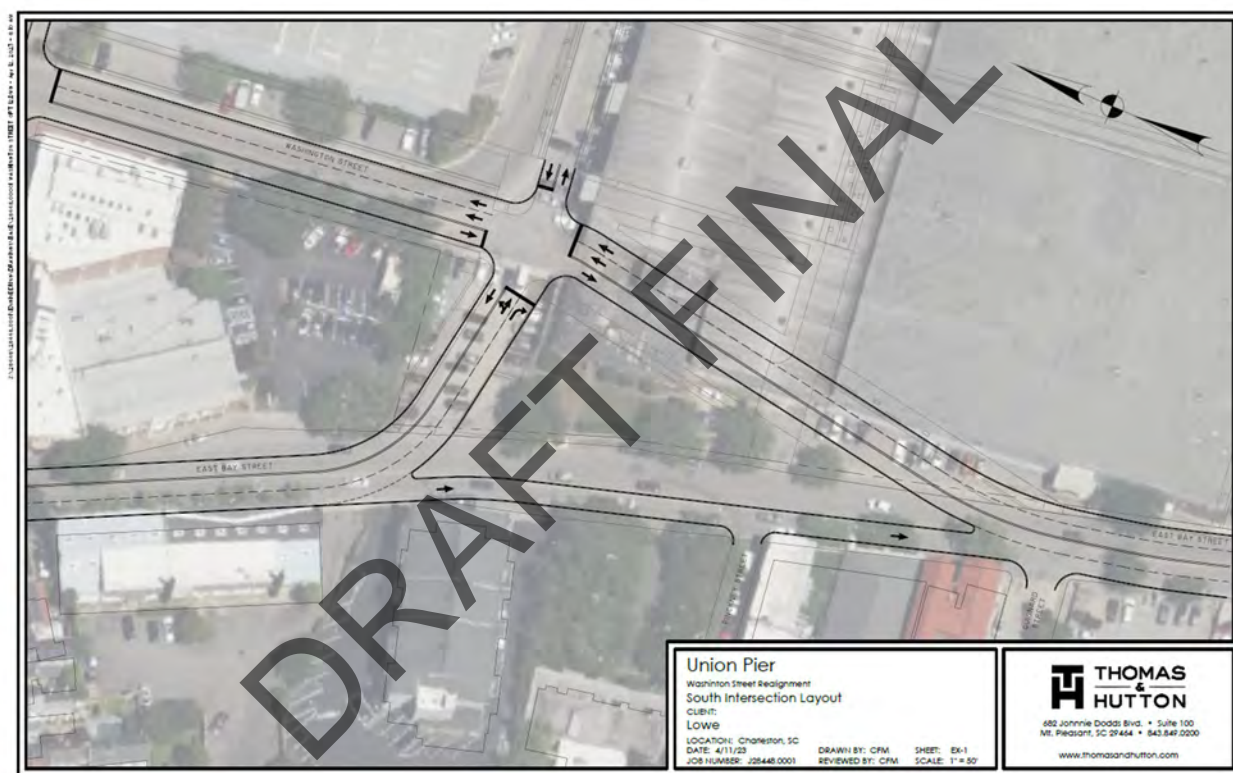 WASHINGTON STREET
EAST BAY STREET
EAST BAY STREET
STREET
STREET
DRAFT FINAL
Union Pier
Washinton Street Realignment
South Intersection Layout
CLIENT:
Lowe
LOCATION: Charleston, SC
DATE: 4/11/23 DRAWN BY: CFM SHEET: EX-1
JOB NUMBER: J28448.0001 REVIEWED BY: CFM SCALE: 1" = 50'
TH THOMAS
&
HUTTON
682 Johnnie Dodds Blvd. • Suite 100
Mt. Pleasant, SC 29464 • 843.849.0200
www.thomasandhutton.com